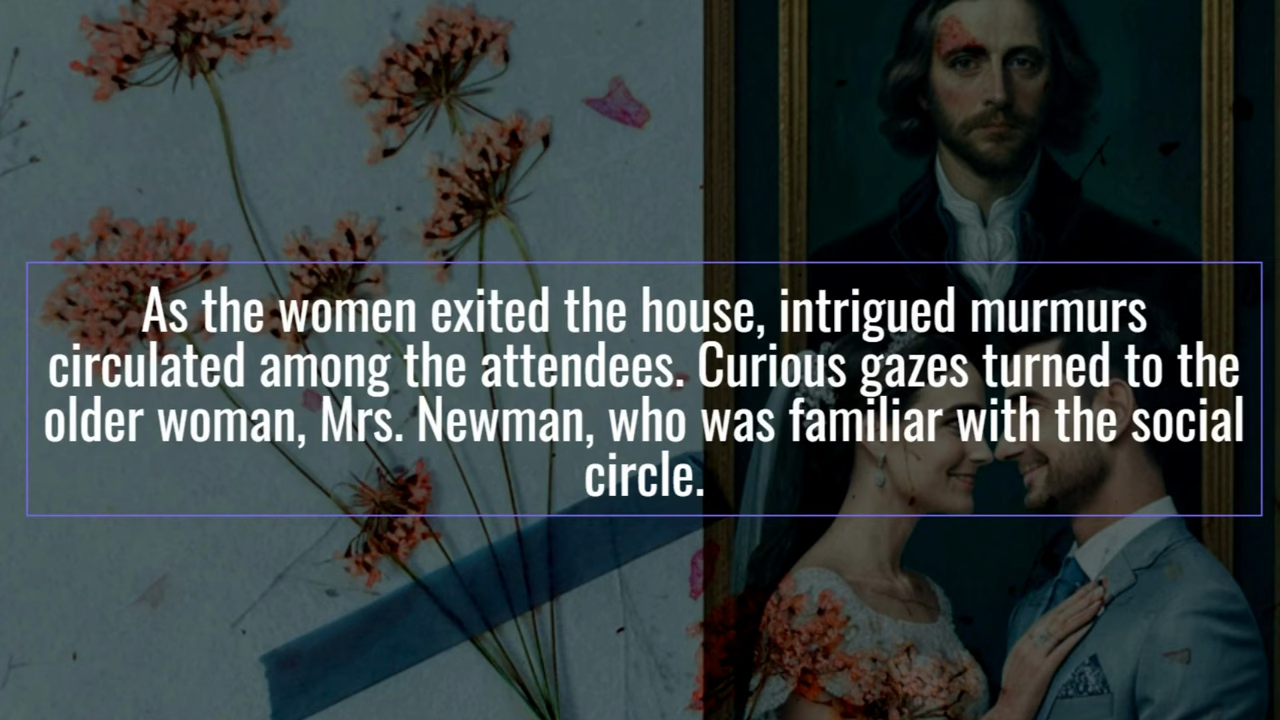 As the women exited the house, intrigued murmurs
circulated among the attendees. Curious gazes turned to the
older woman, Mrs. Newman, who was familiar with the social
circle.